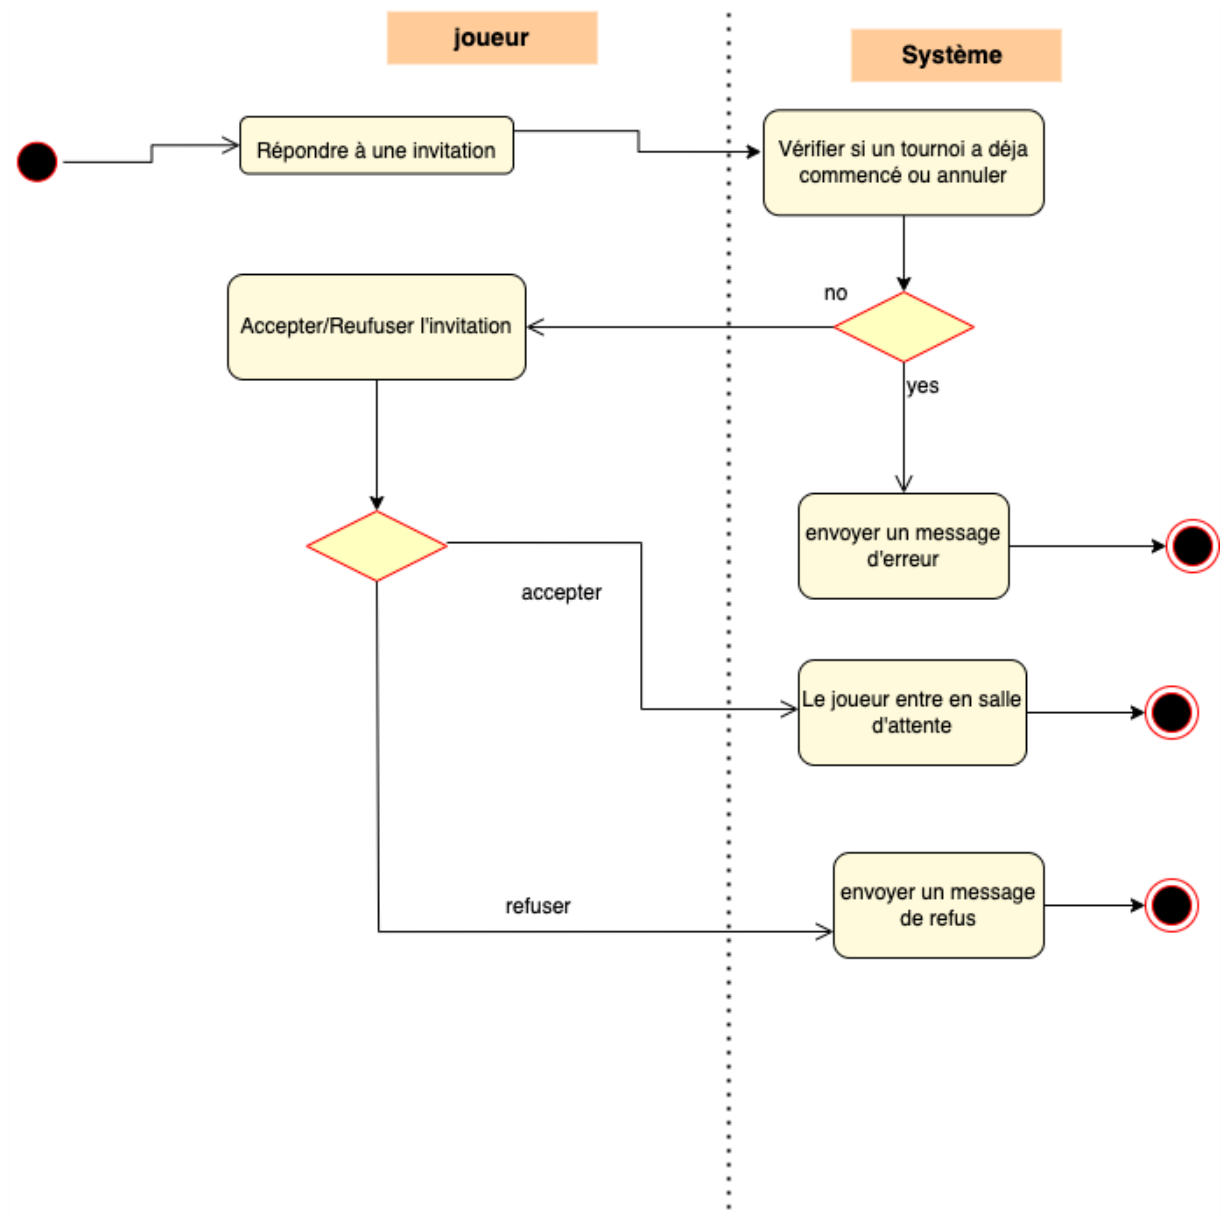 joueur
Système
Répondre à une invitation
Vérifier si un tournoi a déja
commencé ou annuler
no
Accepter/Reufuser l'invitation
yes
envoyer un message
d'erreur
accepter
Le joueur entre en salle
d'attente
envoyer un message
de refus
refuser